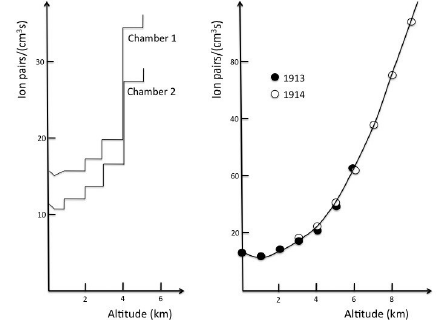 Ion pairs/(cm³s)
30
20
10
Chamber 1
Chamber 2
2
4
6
Altitude (km)
Ion pairs/(cm³s)
80
40
60
20
1913
1914
2
4
6
8
Altitude (km)